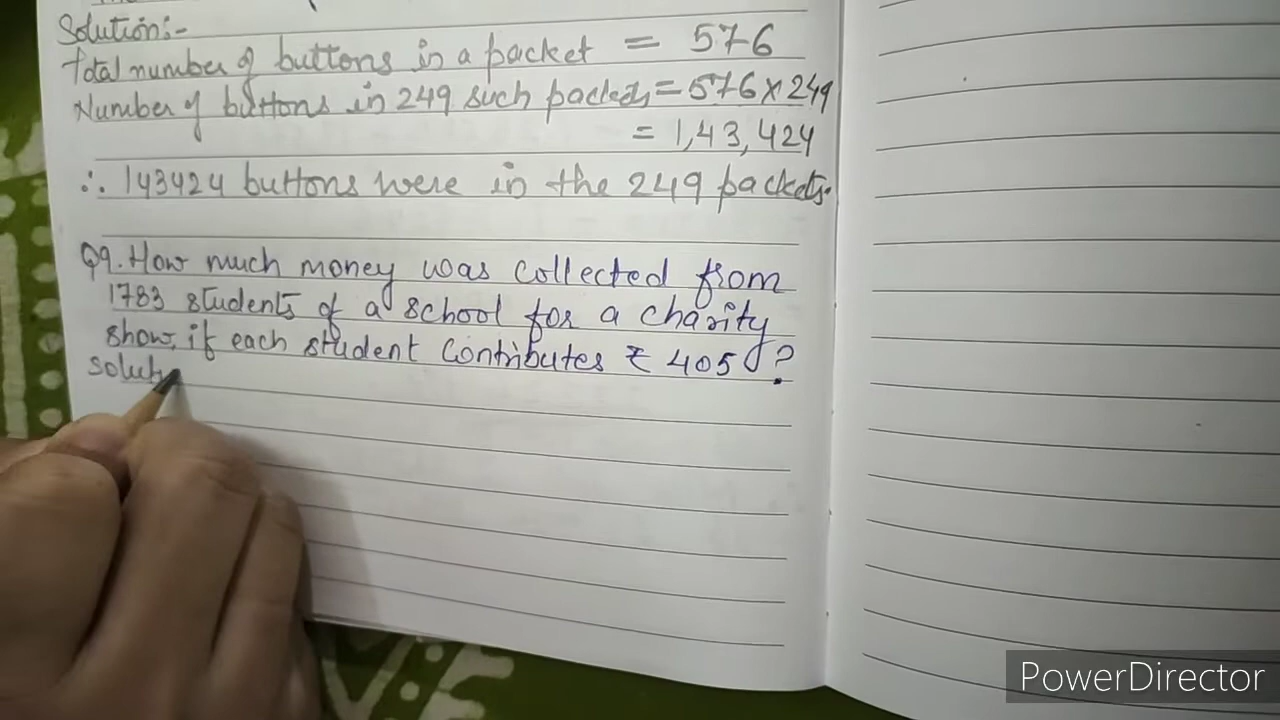 Solution:-
Total number of buttons in a packet = 576
Number of buttons in 249 such packets = 576 x 249
= 1,43,424
∴ 143424 buttons were in the 249 packets.
Q9. How much money was collected from
1783 students of a school for a charity
show, if each student contributes ₹ 405?
Soluti
PowerDirector